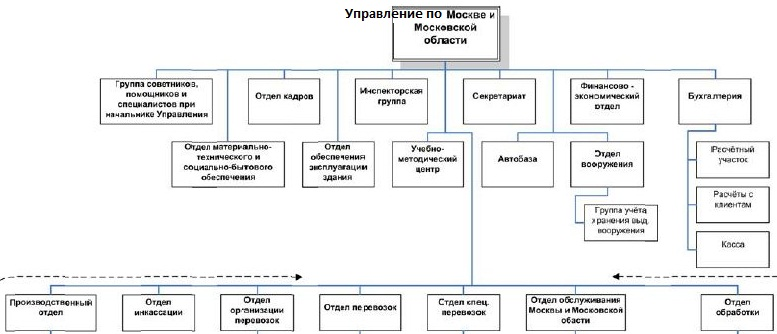 Управление по Москве и
Московской
области
Группа советников,
помощников и
специалистов при
начальнике Управления
Отдел кадров
Инспекторская
группа
Секретариат
Финансово -
экономический
отдел
Бухгалтерия
Отдел материально-
технического и
социально-бытового
обеспечения
Отдел
обеспечения
эксплуатации
здания
Учебно-
методический
центр
Автобаза
Отдел
вооружения
Расчётный
участок
Расчёты с
клиентам
Группа учёта
хранения выд.
вооружения
Касса
Производственный
отдел
Отдел
инкассации
Отдел
организации
перевозок
Отдел перевозок
Отдел спец.
перевозок
Отдел обслуживания
Москвы и Московской
обасти
Отдел
обработки